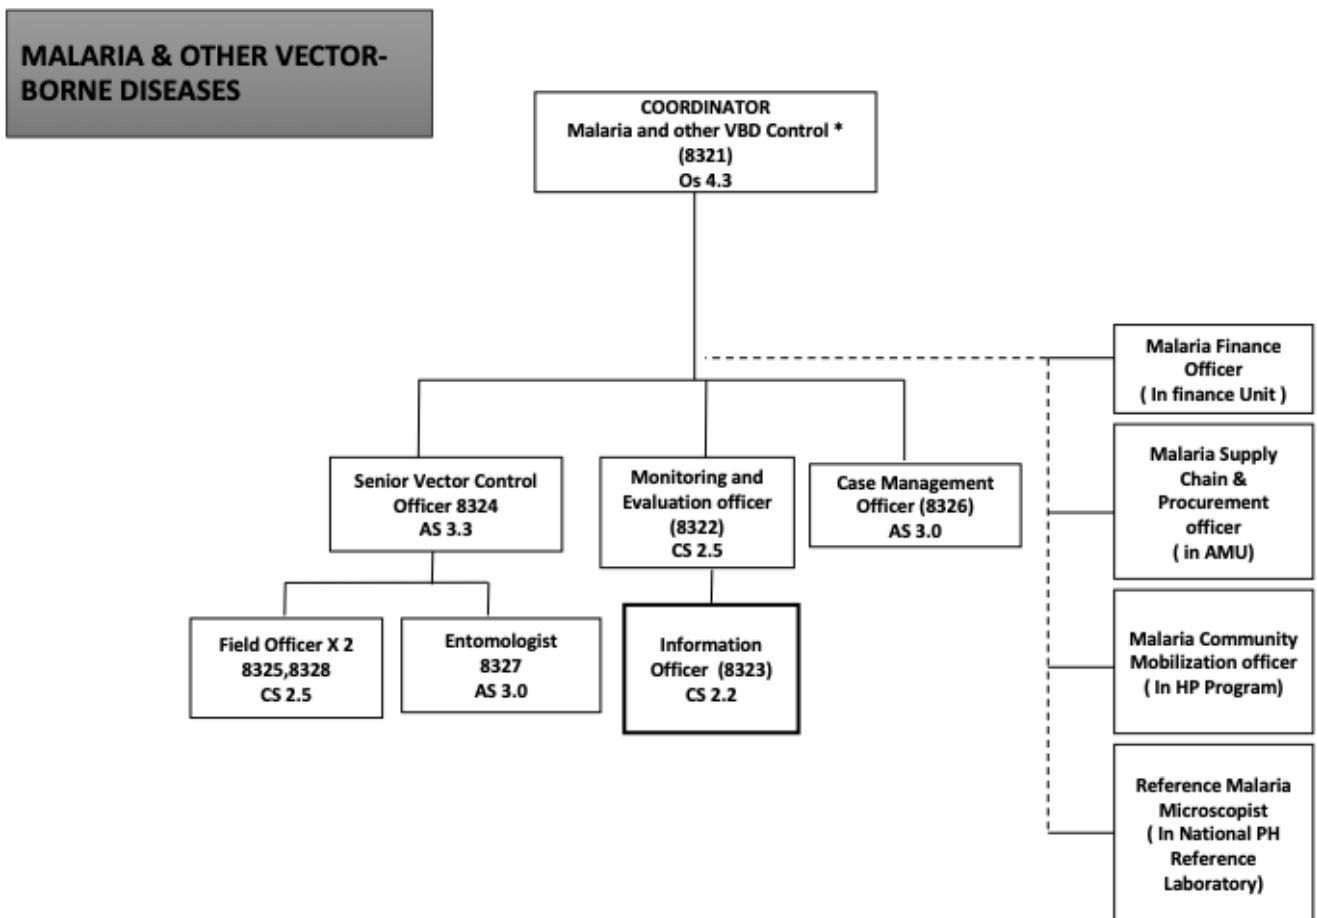 MALARIA & OTHER VECTOR-
BORNE DISEASES
COORDINATOR
Malaria and other VBD Control *
(8321)
Os 4.3
Senior Vector Control
Officer 8324
AS 3.3
Monitoring and
Evaluation officer
(8322)
CS 2.5
Case Management
Officer (8326)
AS 3.0
Field Officer X 2
8325,8328
CS 2.5
Entomologist
8327
AS 3.0
Information
Officer (8323)
CS 2.2
Malaria Finance
Officer
( In finance Unit )
Malaria Supply
Chain &
Procurement
officer
( in AMU)
Malaria Community
Mobilization officer
( In HP Program)
Reference Malaria
Microscopist
( In National PH
Reference
Laboratory)